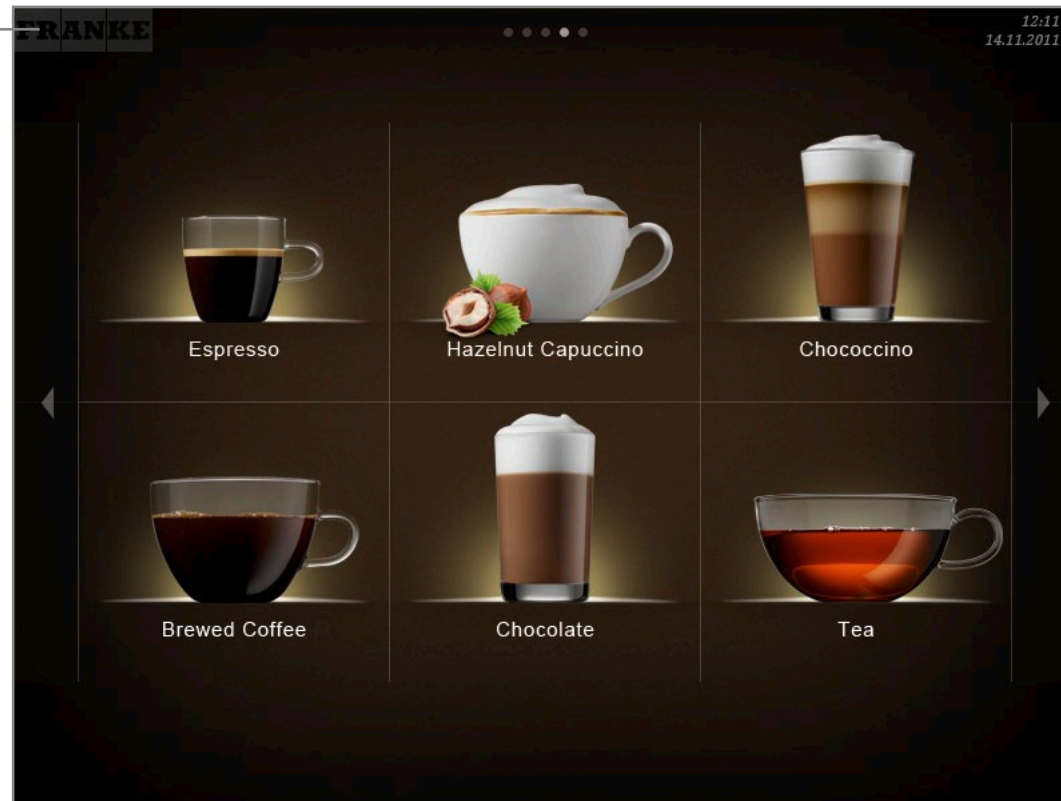 FRANKE
12:11
14.11.2011
Espresso
Hazelnut Capuccino
Chococcino
Brewed Coffee
Chocolate
Tea